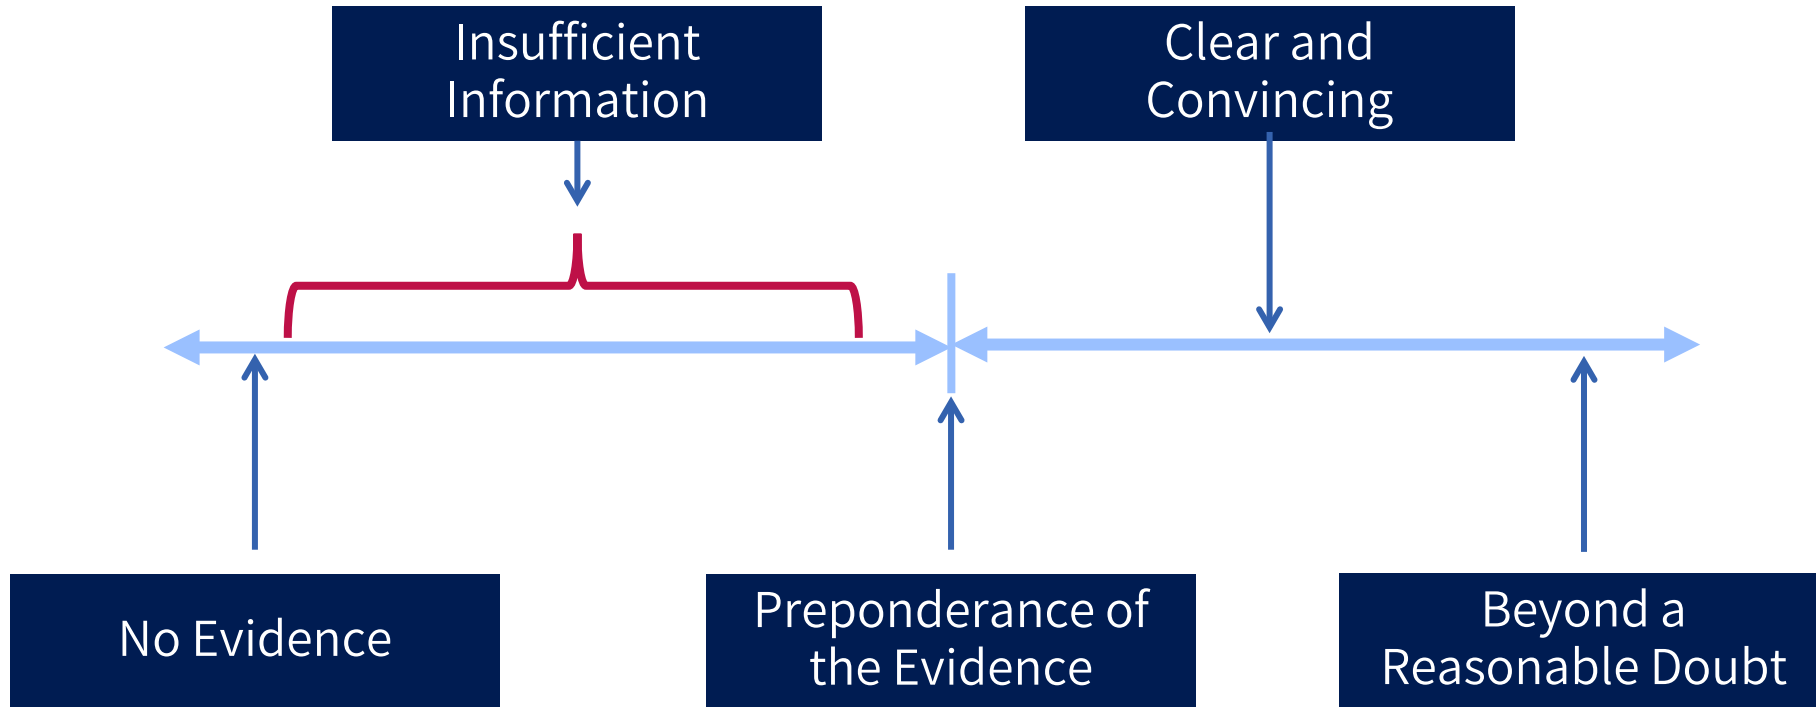 Insufficient
Information
Clear and
Convincing
No Evidence
Preponderance of
the Evidence
Beyond a
Reasonable Doubt